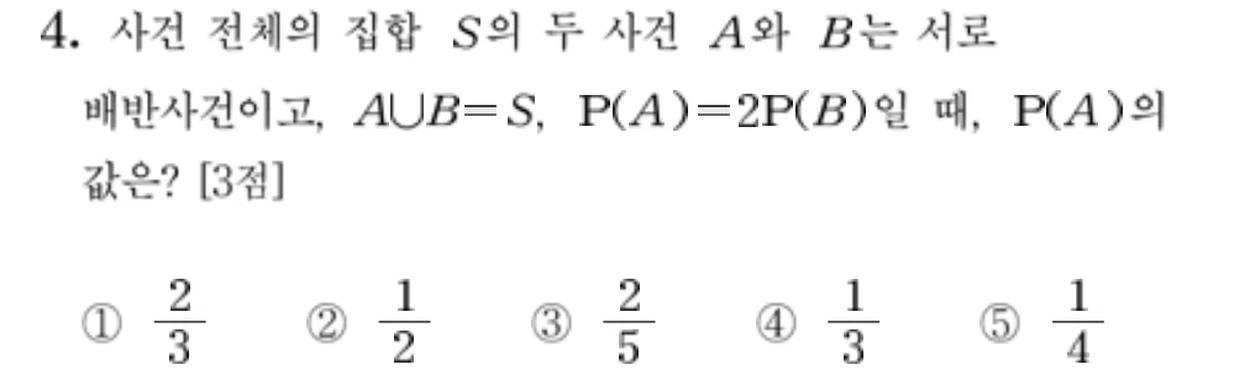 4. 사건 전체의 집합 S의 두 사건 A와 B는 서로
배반사건이고, A∪B=S, P(A)=2P(B)일 때, P(A)의
값은? [3점]
① 2/3 ② 1/2 ③ 2/5 ④ 1/3 ⑤ 1/4